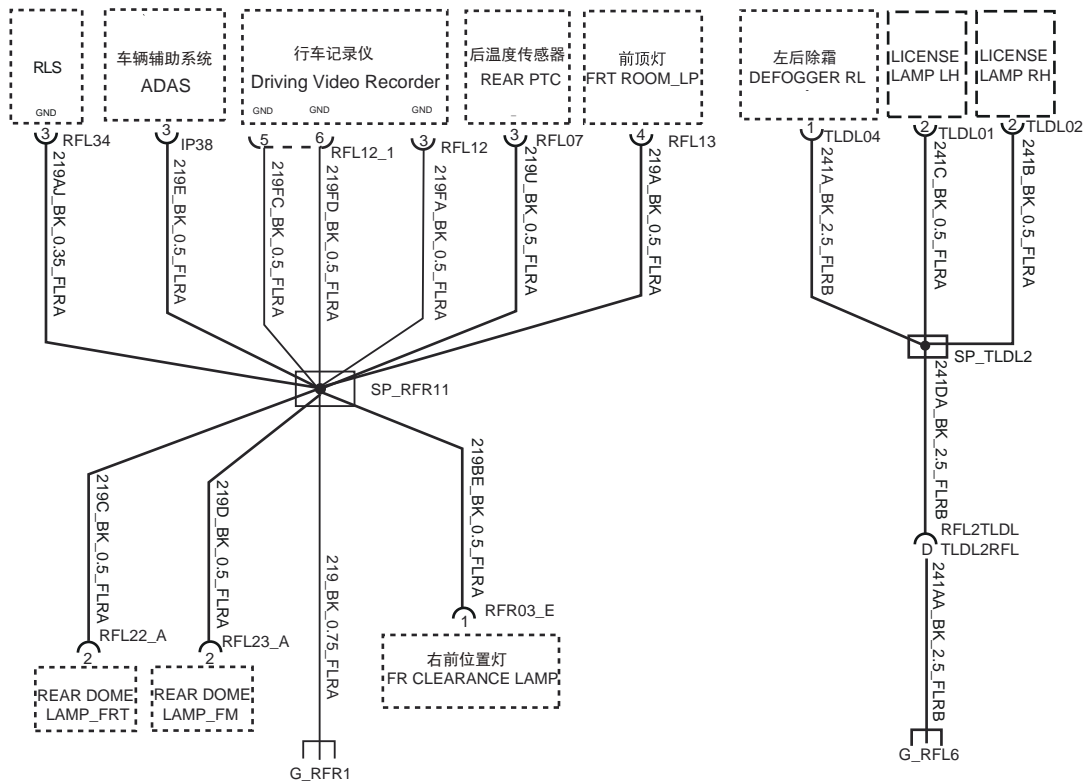 RLS
GND
3
RFL34
219AJ_BK_0.35_FLRA
车辆辅助系统
ADAS
3
IP38
219E_BK_0.5_FLRA
行车记录仪
Driving Video Recorder
GND
GND
GND
5
6
RFL12_1
3
RFL12
219FC_BK_0.5_FLRA
219FD_BK_0.5_FLRA
219FA_BK_0.5_FLRA
后温度传感器
REAR PTC
3
RFL07
219U_BK_0.5_FLRA
前顶灯
FRT ROOM_LP
4
RFL13
219A_BK_0.5_FLRA
SP_RFR11
219C_BK_0.5_FLRA
RFL22_A
2
REAR DOME
LAMP_FRT
219D_BK_0.5_FLRA
RFL23_A
2
REAR DOME
LAMP_FM
219_BK_0.75_FLRA
G_RFR1
219BE_BK_0.5_FLRA
RFR03_E
1
右前位置灯
FR CLEARANCE LAMP
左后除霜
DEFOGGER RL
1
TLDL04
241A_BK_2.5_FLRB
LICENSE
LAMP LH
2
TLDL01
241C_BK_0.5_FLRA
LICENSE
LAMP RH
2
TLDL02
241B_BK_0.5_FLRA
SP_TLDL2
241DA_BK_2.5_FLRB
RFL2TLDL
D
TLDL2RFL
241AA_BK_2.5_FLRB
G_RFL6